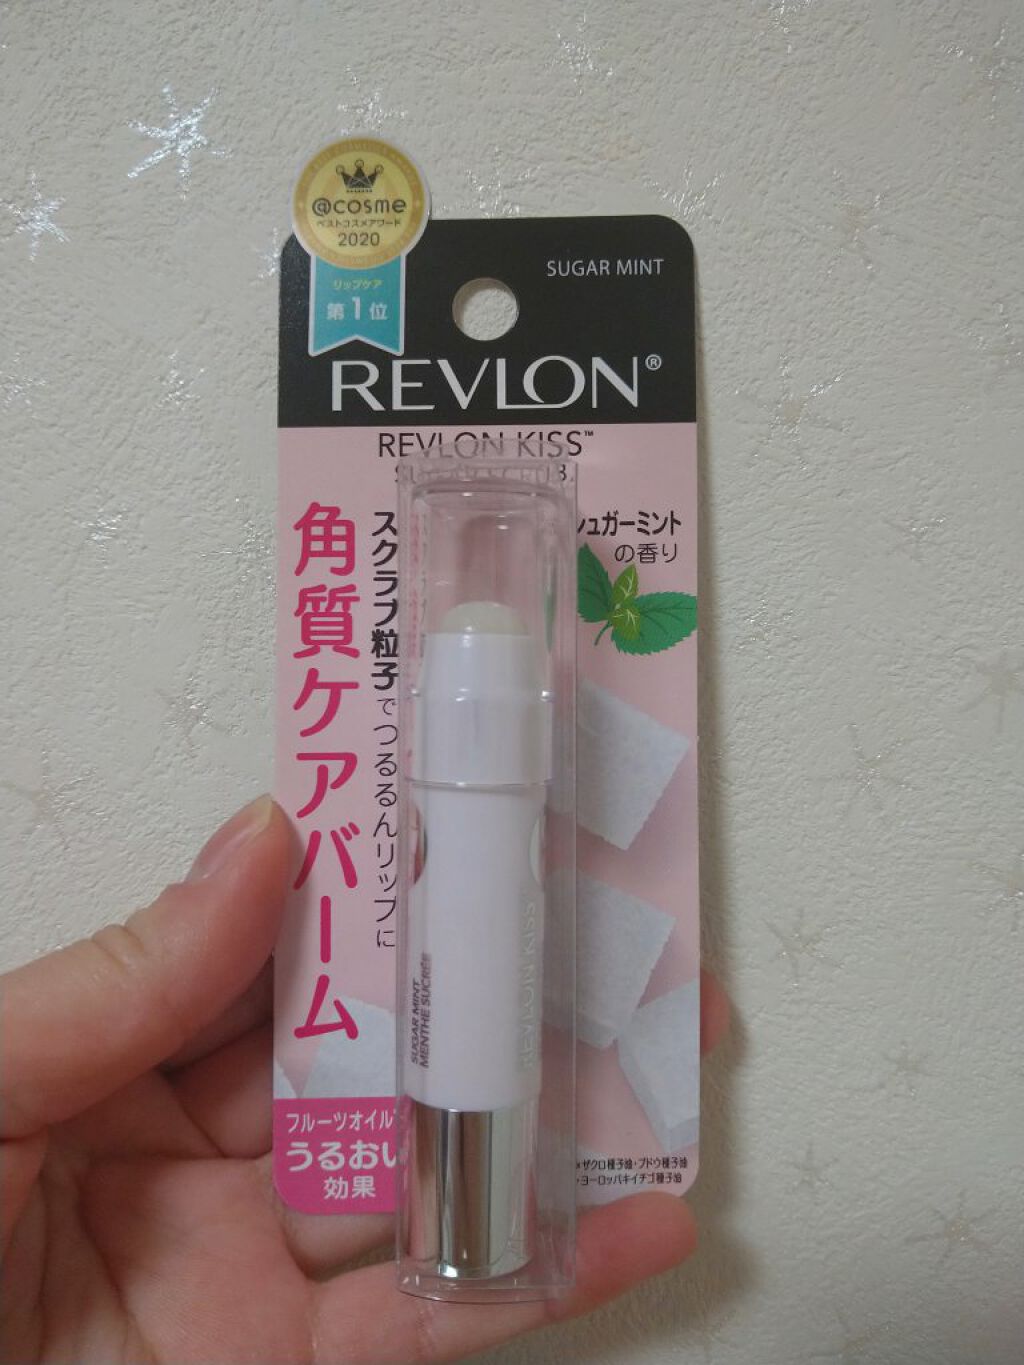 @cosme
ベストコスメアワード
2020
リップケア
第1位
SUGAR MINT
REVLON®
REVLON KISS™
角質ケアバーム
スクラブ粒子でつるるんリップに
シュガーミント
の香り
SUGAR MINT
MENTHE SUCRÉE
REVLON KISS
フルーツオイル
うるおい
効果
ザクロ種子油・ブドウ種子油
・ヨーロッパキイチゴ種子油